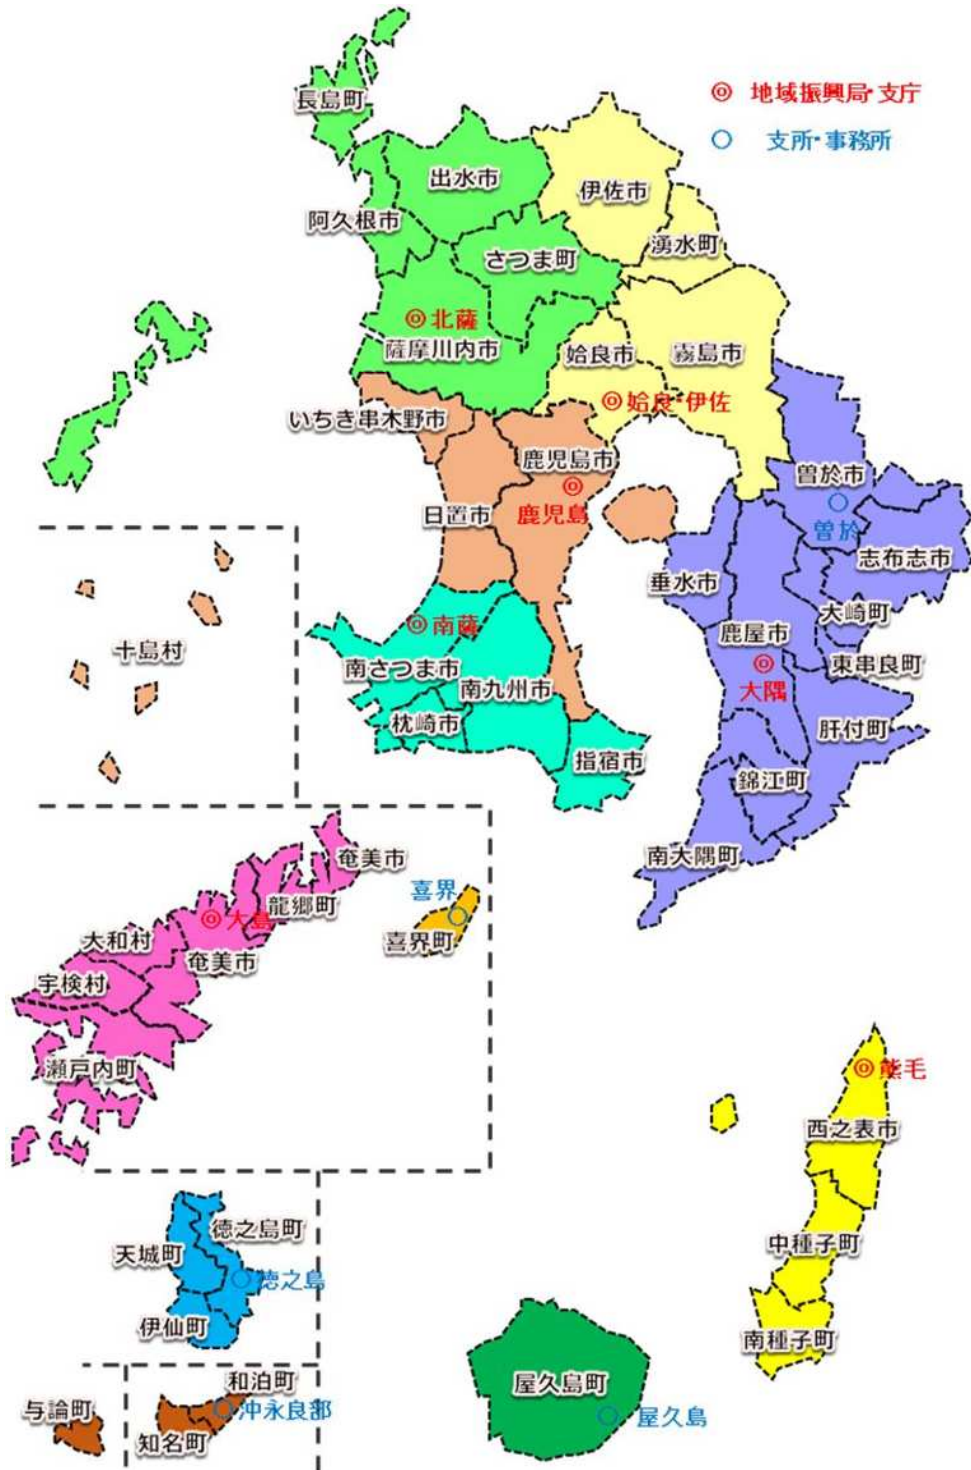 長島町
地域振興局・支庁
支所・事務所
出水市
伊佐市
阿久根市
湧水町
さつま町
北薩
薩摩川内市
姶良市
霧島市
姶良・伊佐
いちき串木野市
鹿児島市
鹿児島
日置市
曽於市
曽於
志布志市
垂水市
大崎町
鹿屋市
大隅
東串良町
肝付町
錦江町
南大隅町
南薩
南さつま市
南九州市
枕崎市
指宿市
十島村
奄美市
龍郷町
大島
大和村
奄美市
宇検村
瀬戸内町
喜界
喜界町
熊毛
西之表市
中種子町
南種子町
徳之島町
天城町
徳之島
伊仙町
和泊町
沖永良部
知名町
与論町
屋久島町
屋久島